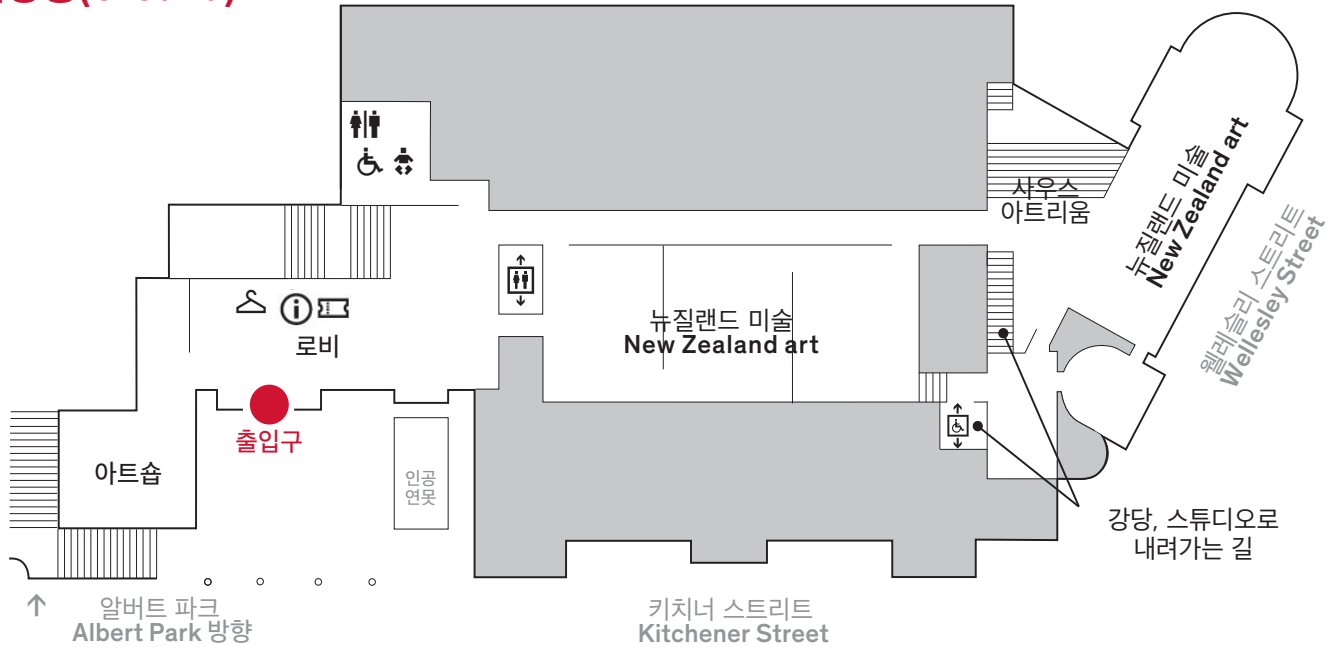 사우스
아트리움
뉴질랜드 미술
New Zealand art
웰레슬리 스트리트
Wellesley Street
뉴질랜드 미술
New Zealand art
로비
출입구
아트숍
인공
연못
강당, 스튜디오로
내려가는 길
알버트 파크
Albert Park 방향
키치너 스트리트
Kitchener Street